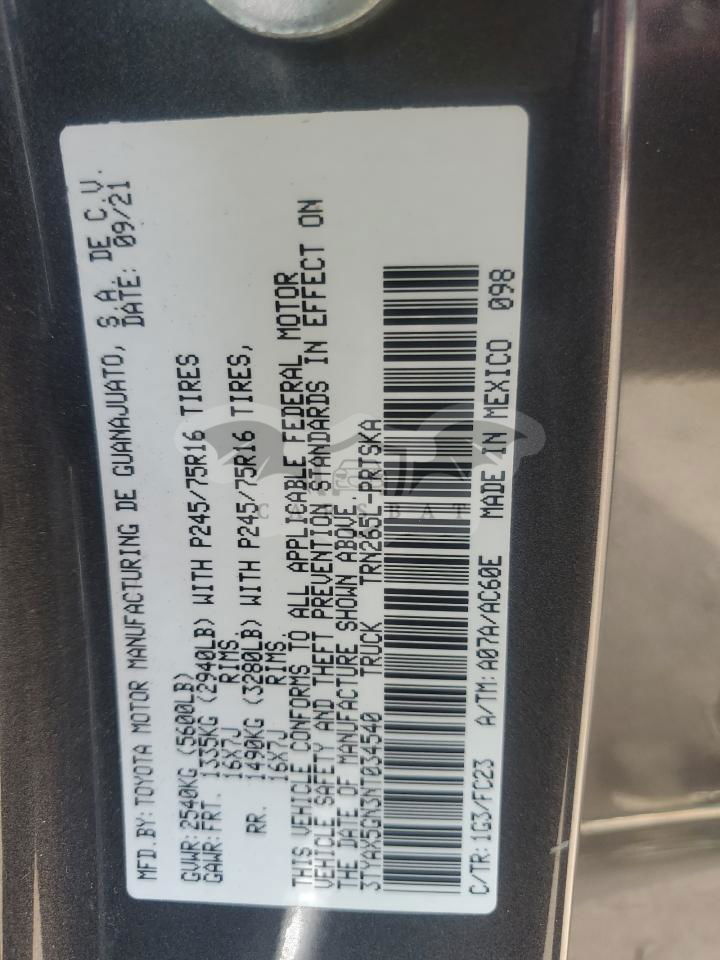 MFD.BY:TOYOTA MOTOR MANUFACTURING DE GUANAJUATO, S.A. DE C.V.
DATE: 09/21
GVWR:2540KG (5600LB)
GAWR:FRT. 1335KG (2940LB) WITH P245/75R16 TIRES
16X7J RIMS.
RR. 1490KG (3280LB) WITH P245/75R16 TIRES,
16X7J RIMS.
THIS VEHICLE CONFORMS TO ALL APPLICABLE FEDERAL MOTOR
VEHICLE SAFETY AND THEFT PREVENTION STANDARDS IN EFFECT ON
THE DATE OF MANUFACTURE SHOWN ABOVE.
3TYAX5GN3NT034540 TRUCK TRN265L-PRTSKA
C/TR:1G3/FC23 A/TM:A07A/AC60E MADE IN MEXICO 098